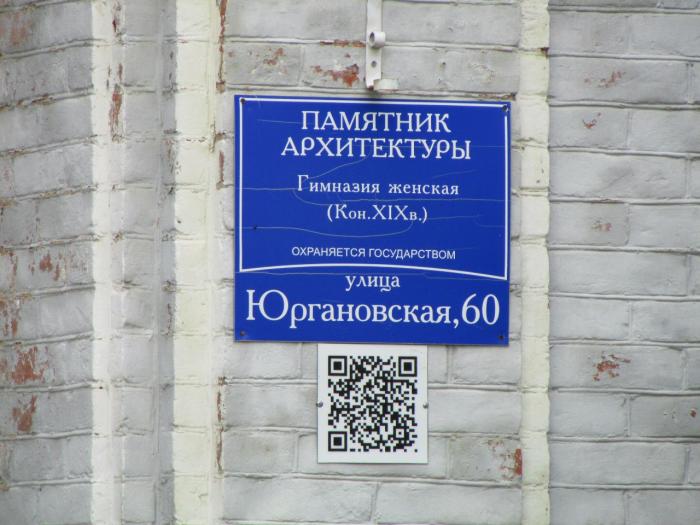 ПАМЯТНИК
АРХИТЕКТУРЫ
Гимназия женская
(Кон.XIXв.)
ОХРАНЯЕТСЯ ГОСУДАРСТВОМ
улица
Юргановская,60